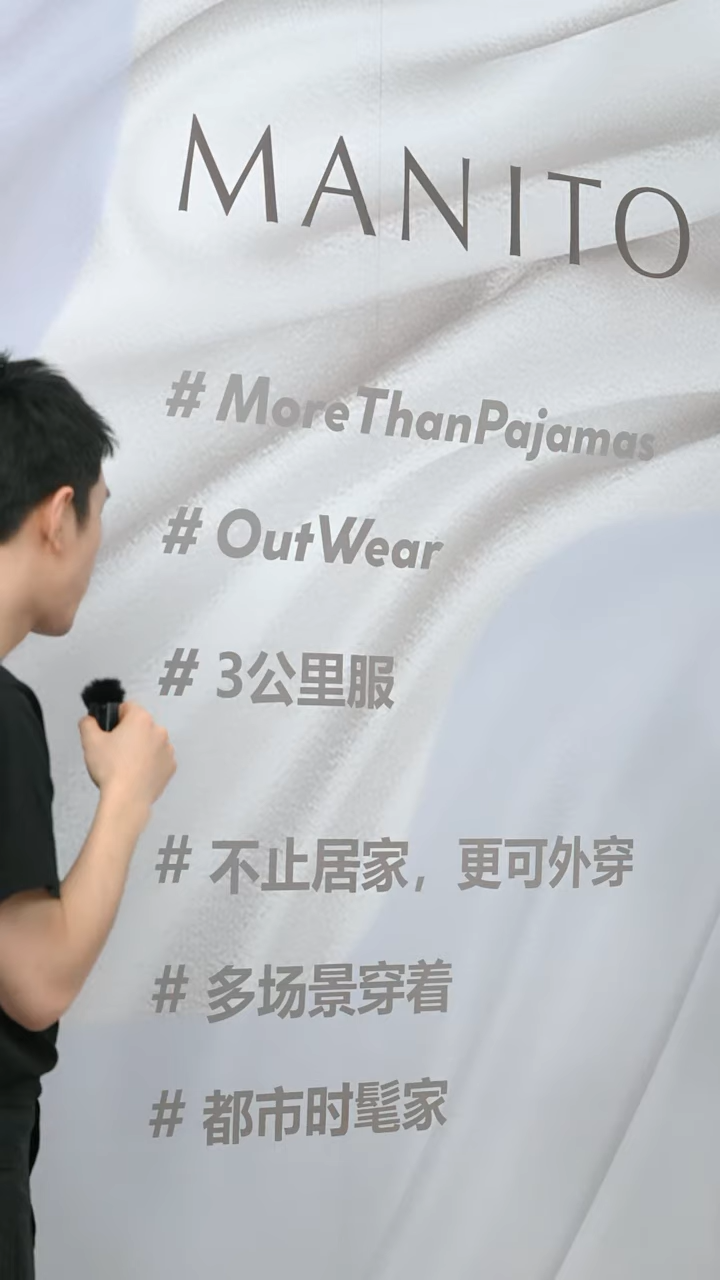 MANITO
# MoreThanPajamas
# OutWear
# 3公里服
# 不止居家，更可外穿
# 多场景穿着
# 都市时髦家